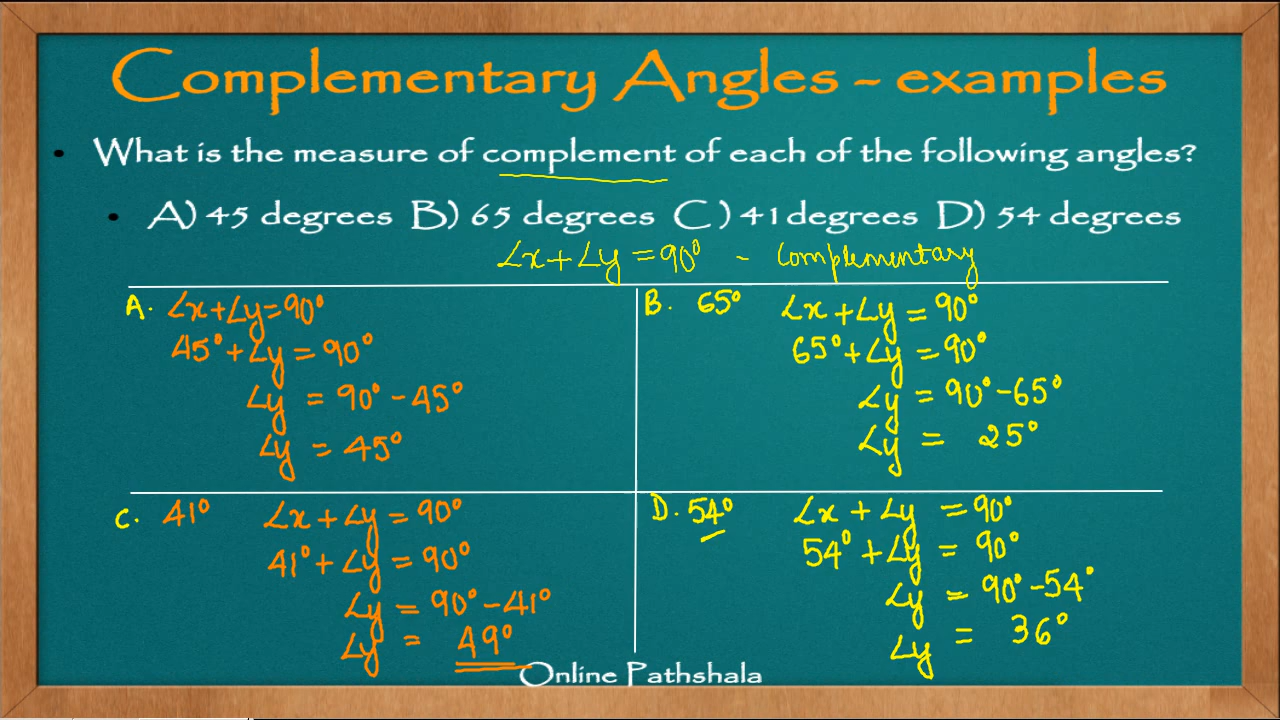 Complementary Angles - examples
• What is the measure of complement of each of the following angles?
• A) 45 degrees B) 65 degrees C) 41 degrees D) 54 degrees
∠x+∠y=90° - Complementary
A. ∠x+∠y=90°
45°+∠y=90°
∠y = 90°-45°
∠y = 45°
B. 65° ∠x+∠y=90°
65°+∠y=90°
∠y = 90°-65°
∠y = 25°
C. 41° ∠x+∠y=90°
41°+∠y=90°
∠y = 90°-41°
∠y = 49°
D. 54° ∠x+∠y=90°
54°+∠y=90°
∠y = 90°-54°
∠y = 36°
Online Pathshala